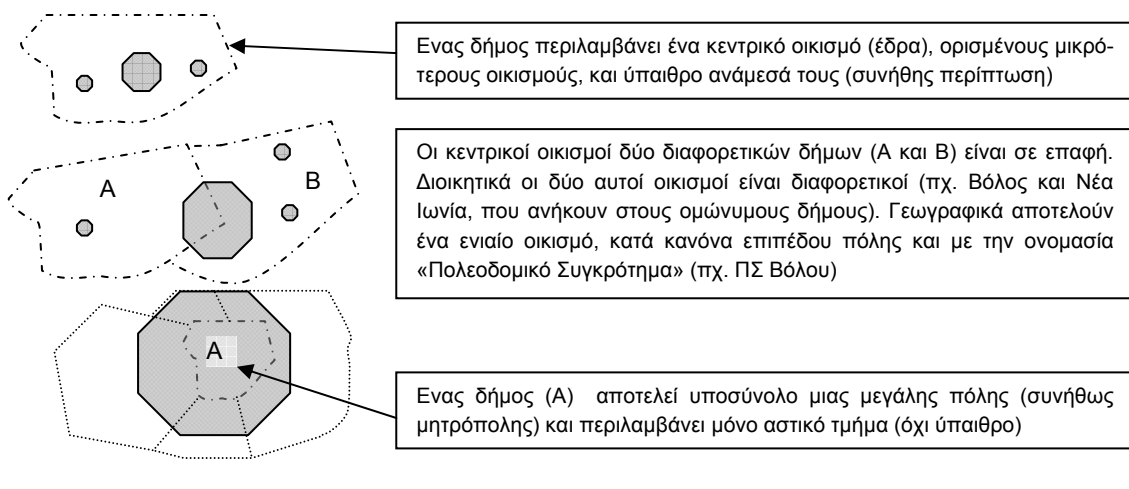 Ενας δήμος περιλαμβάνει ένα κεντρικό οικισμό (έδρα), ορισμένους μικρό-
τερους οικισμούς, και ύπαιθρο ανάμεσά τους (συνήθης περίπτωση)
Οι κεντρικοί οικισμοί δύο διαφορετικών δήμων (Α και Β) είναι σε επαφή.
Διοικητικά οι δύο αυτοί οικισμοί είναι διαφορετικοί (πχ. Βόλος και Νέα
Ιωνία, που ανήκουν στους ομώνυμους δήμους). Γεωγραφικά αποτελούν
ένα ενιαίο οικισμό, κατά κανόνα επιπέδου πόλης και με την ονομασία
«Πολεοδομικό Συγκρότημα» (πχ. ΠΣ Βόλου)
Α
Β
Α
Ενας δήμος (Α) αποτελεί υποσύνολο μιας μεγάλης πόλης (συνήθως
μητρόπολης) και περιλαμβάνει μόνο αστικό τμήμα (όχι ύπαιθρο)